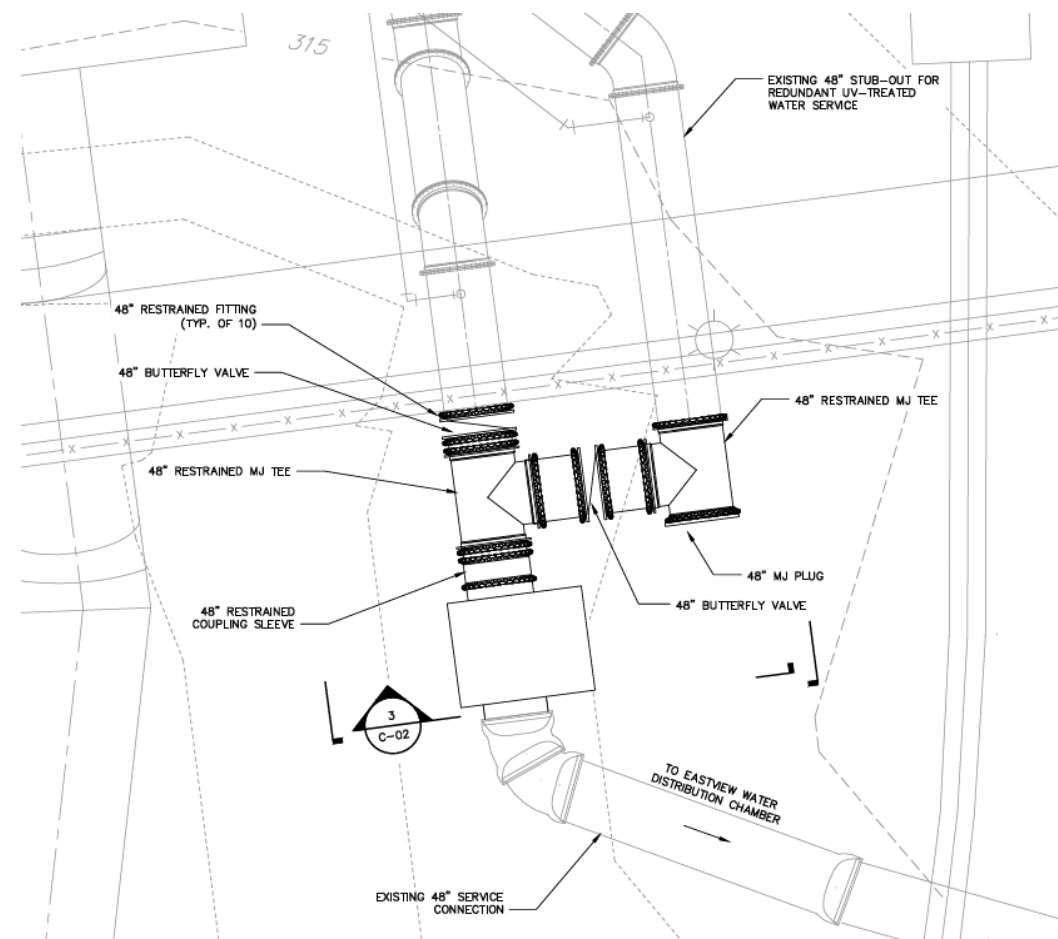 315
EXISTING 48" STUB-OUT FOR
REDUNDANT UV-TREATED
WATER SERVICE
48" RESTRAINED FITTING
(TYP. OF 10)
48" BUTTERFLY VALVE
48" RESTRAINED MJ TEE
48" RESTRAINED MJ TEE
48" MJ PLUG
48" BUTTERFLY VALVE
48" RESTRAINED
COUPLING SLEEVE
3
C-02
TO EASTVIEW WATER
DISTRIBUTION CHAMBER
EXISTING 48" SERVICE
CONNECTION